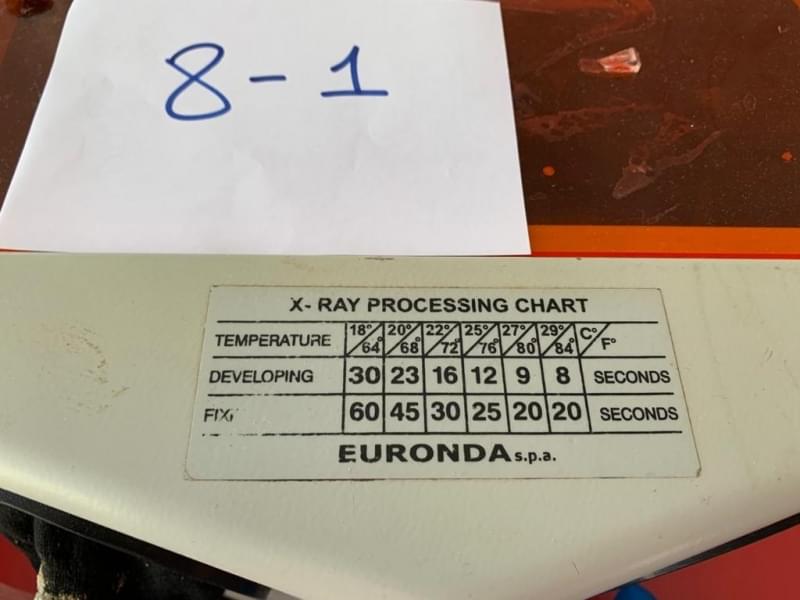 8-1
X-RAY PROCESSING CHART
TEMPERATURE 18°/64 20°/68 22°/72 25°/76 27°/80 29°/84 C°/F°
DEVELOPING 30 23 16 12 9 8 SECONDS
60 45 30 25 20 20 SECONDS
EURONDA s.p.a.